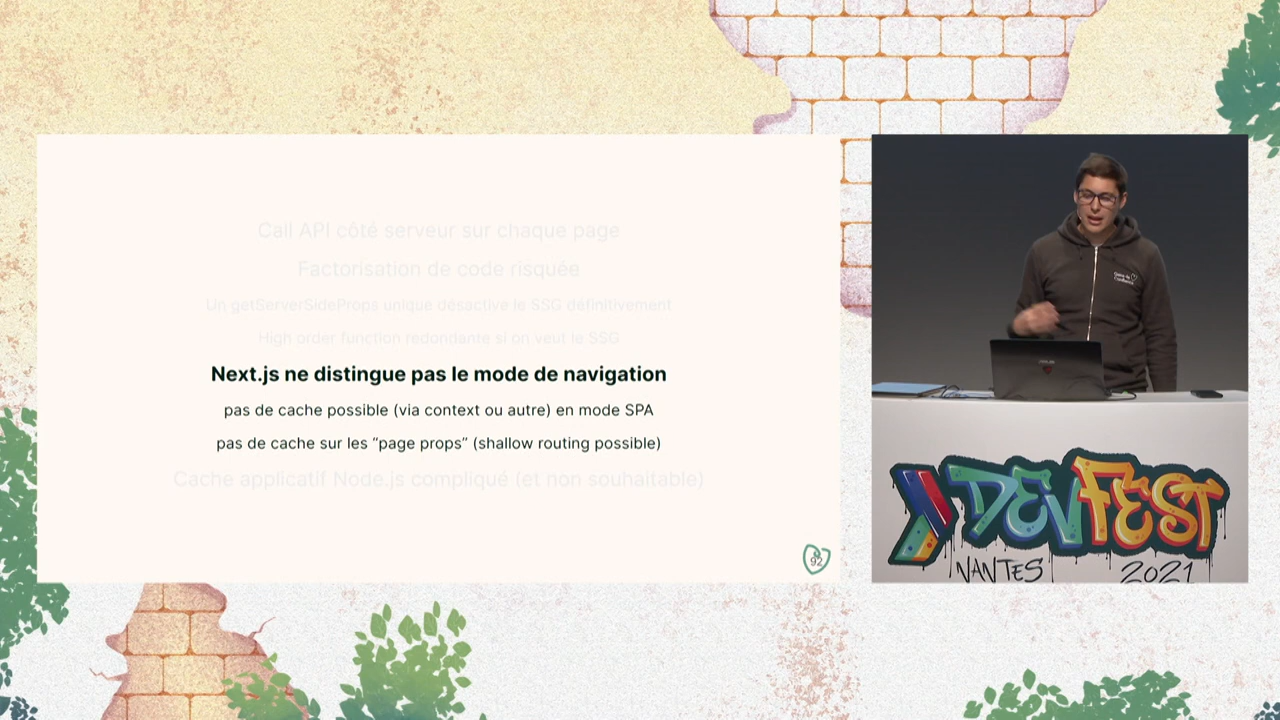 Call API côté serveur sur chaque page
Factorisation de code risquée
Un getServerSideProps unique désactive le SSG définitivement
High order function redondante si on veut le SSG
Next.js ne distingue pas le mode de navigation
pas de cache possible (via context ou autre) en mode SPA
pas de cache sur les “page props” (shallow routing possible)
Cache applicatif Node.js compliqué (et non souhaitable)
92
ASUS
DEVFEST
NANTES 2021